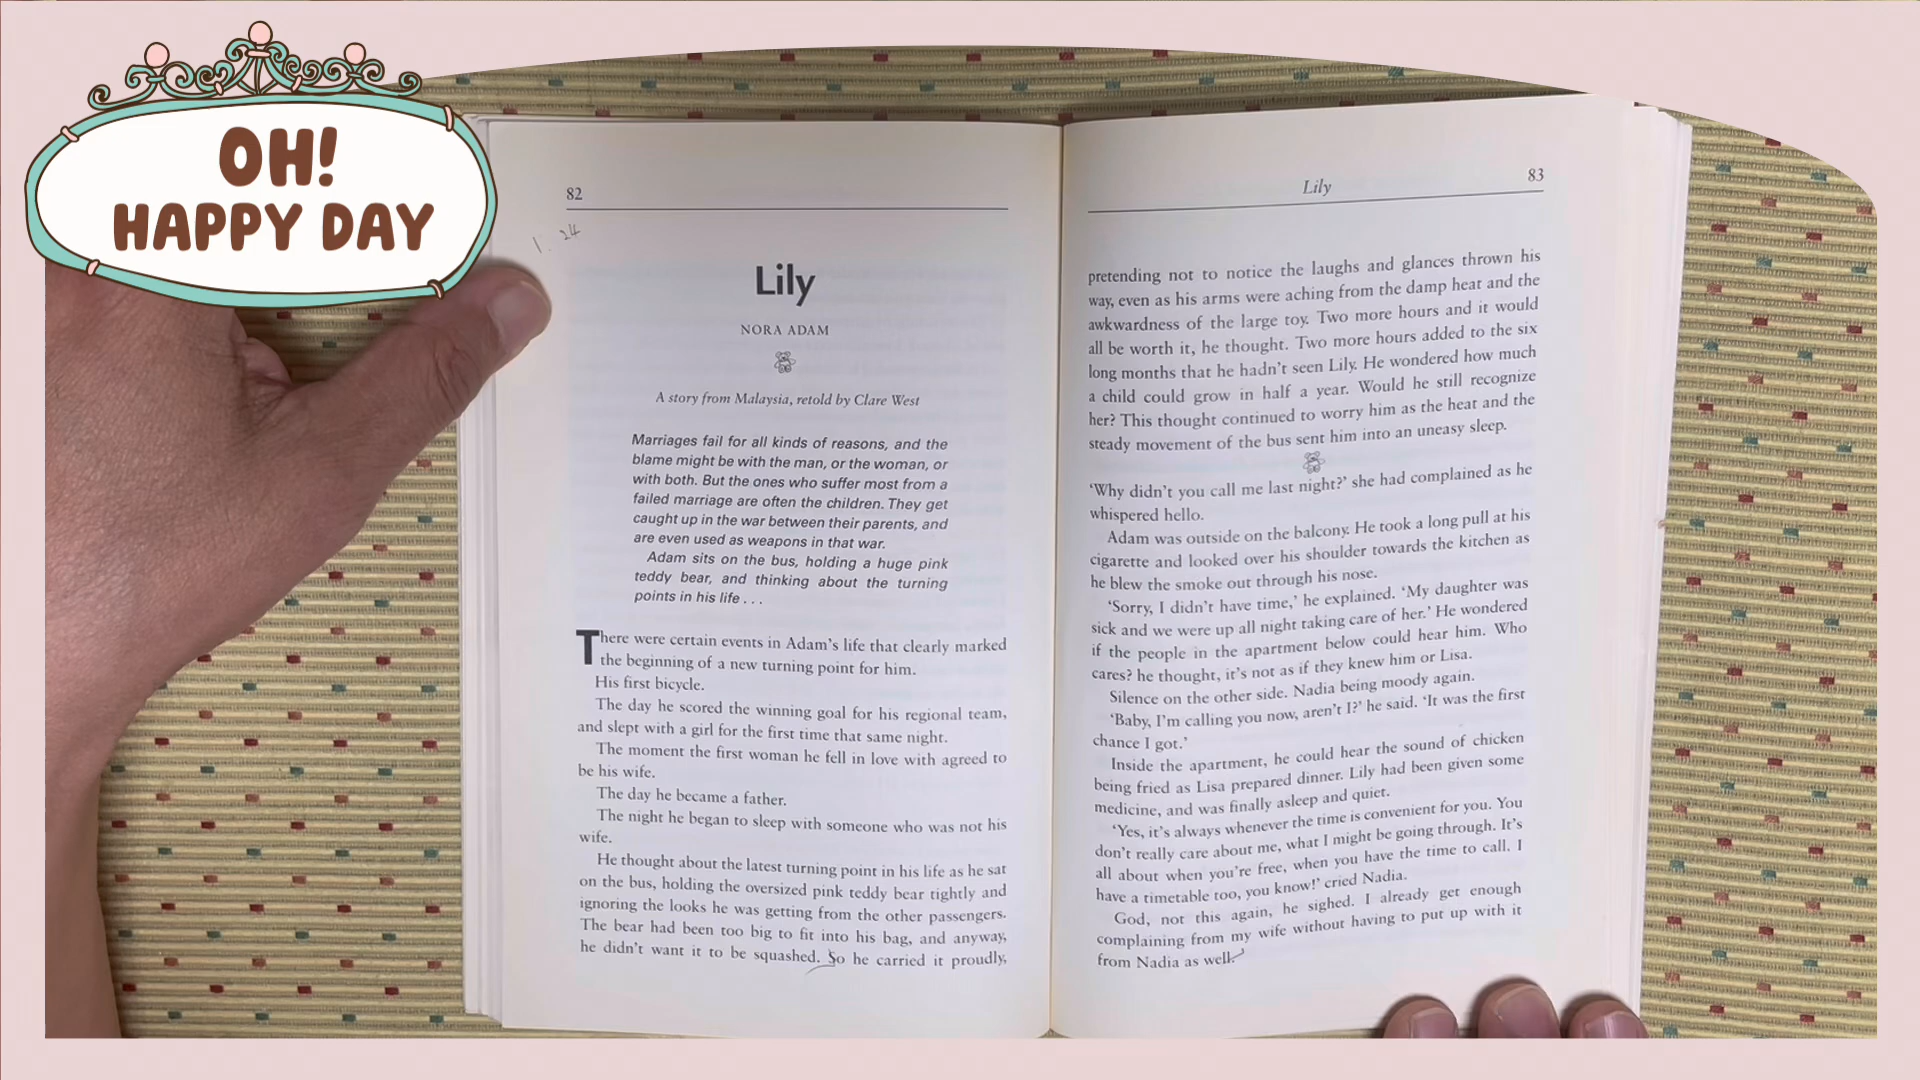 OH!
HAPPY DAY
82
1. 24
Lily
NORA ADAM
A story from Malaysia, retold by Clare West
Marriages fail for all kinds of reasons, and the
blame might be with the man, or the woman, or
with both. But the ones who suffer most from a
failed marriage are often the children. They get
caught up in the war between their parents, and
are even used as weapons in that war.
Adam sits on the bus, holding a huge pink
teddy bear, and thinking about the turning
points in his life . . .
There were certain events in Adam's life that clearly marked
the beginning of a new turning point for him.
His first bicycle.
The day he scored the winning goal for his regional team,
and slept with a girl for the first time that same night.
The moment the first woman he fell in love with agreed to
be his wife.
The day he became a father.
The night he began to sleep with someone who was not his
wife.
He thought about the latest turning point in his life as he sat
on the bus, holding the oversized pink teddy bear tightly and
ignoring the looks he was getting from the other passengers.
The bear had been too big to fit into his bag, and anyway,
he didn't want it to be squashed. So he carried it proudly,
Lily
83
pretending not to notice the laughs and glances thrown his
way, even as his arms were aching from the damp heat and the
awkwardness of the large toy. Two more hours and it would
all be worth it, he thought. Two more hours added to the six
long months that he hadn't seen Lily. He wondered how much
a child could grow in half a year. Would he still recognize
her? This thought continued to worry him as the heat and the
steady movement of the bus sent him into an uneasy sleep.
'Why didn't you call me last night?' she had complained as he
whispered hello.
Adam was outside on the balcony. He took a long pull at his
cigarette and looked over his shoulder towards the kitchen as
he blew the smoke out through his nose.
'Sorry, I didn't have time,' he explained. 'My daughter was
sick and we were up all night taking care of her.' He wondered
if the people in the apartment below could hear him. Who
cares? he thought, it's not as if they knew him or Lisa.
Silence on the other side. Nadia being moody again.
'Baby, I'm calling you now, aren't I?' he said. 'It was the first
chance I got.'
Inside the apartment, he could hear the sound of chicken
being fried as Lisa prepared dinner. Lily had been given some
medicine, and was finally asleep and quiet.
'Yes, it's always whenever the time is convenient for you. You
don't really care about me, what I might be going through. It's
all about when you're free, when you have the time to call. I
have a timetable too, you know!' cried Nadia.
God, not this again, he sighed. I already get enough
complaining from my wife without having to put up with it
from Nadia as well.